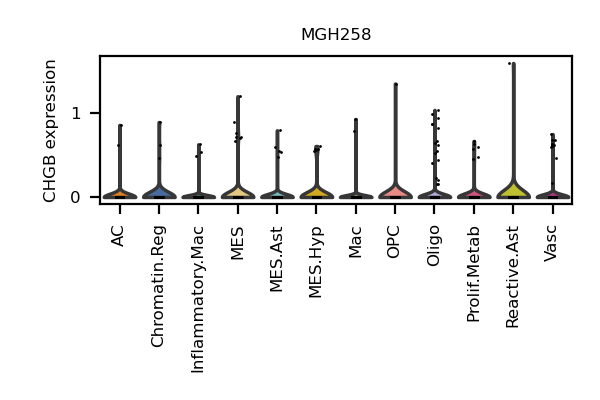 MGH258
CHGB expression
1
0
AC
Chromatin.Reg
Inflammatory.Mac
MES
MES.Ast
MES.Hyp
Mac
OPC
Oligo
Prolif.Metab
Reactive.Ast
Vasc